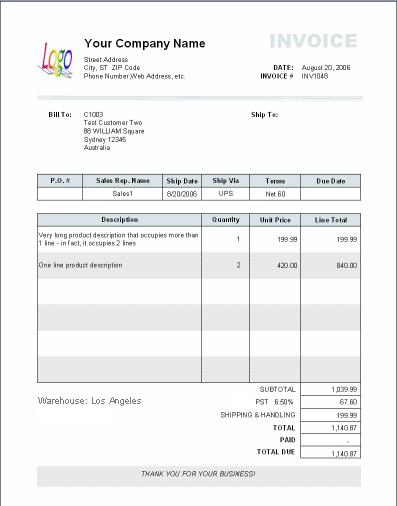 Logo
Your Company Name
INVOICE
Street Address
City, ST ZIP Code
Phone Number,Web Address, etc.
DATE: August 20, 2006
INVOICE # INV1048
Bill To:
C1003
Test Customer Two
88 WILLIAM Square
Sydney 12345
Australia
Ship To:
P.O. # Sales Rep. Name Ship Date Ship Via Terms Due Date
Sales1 8/20/2006 UPS Net 60
Description Quantity Unit Price Line Total
Very long product description that occupies more than
1 line - in fact, it occupies 2 lines
1 199.99 199.99
One line product description 2 420.00 840.00
SUBTOTAL 1,039.99
Warehouse: Los Angeles
PST 6.50% 67.60
SHIPPING & HANDLING 199.99
TOTAL 1,140.87
PAID -
TOTAL DUE 1,140.87
THANK YOU FOR YOUR BUSINESS!